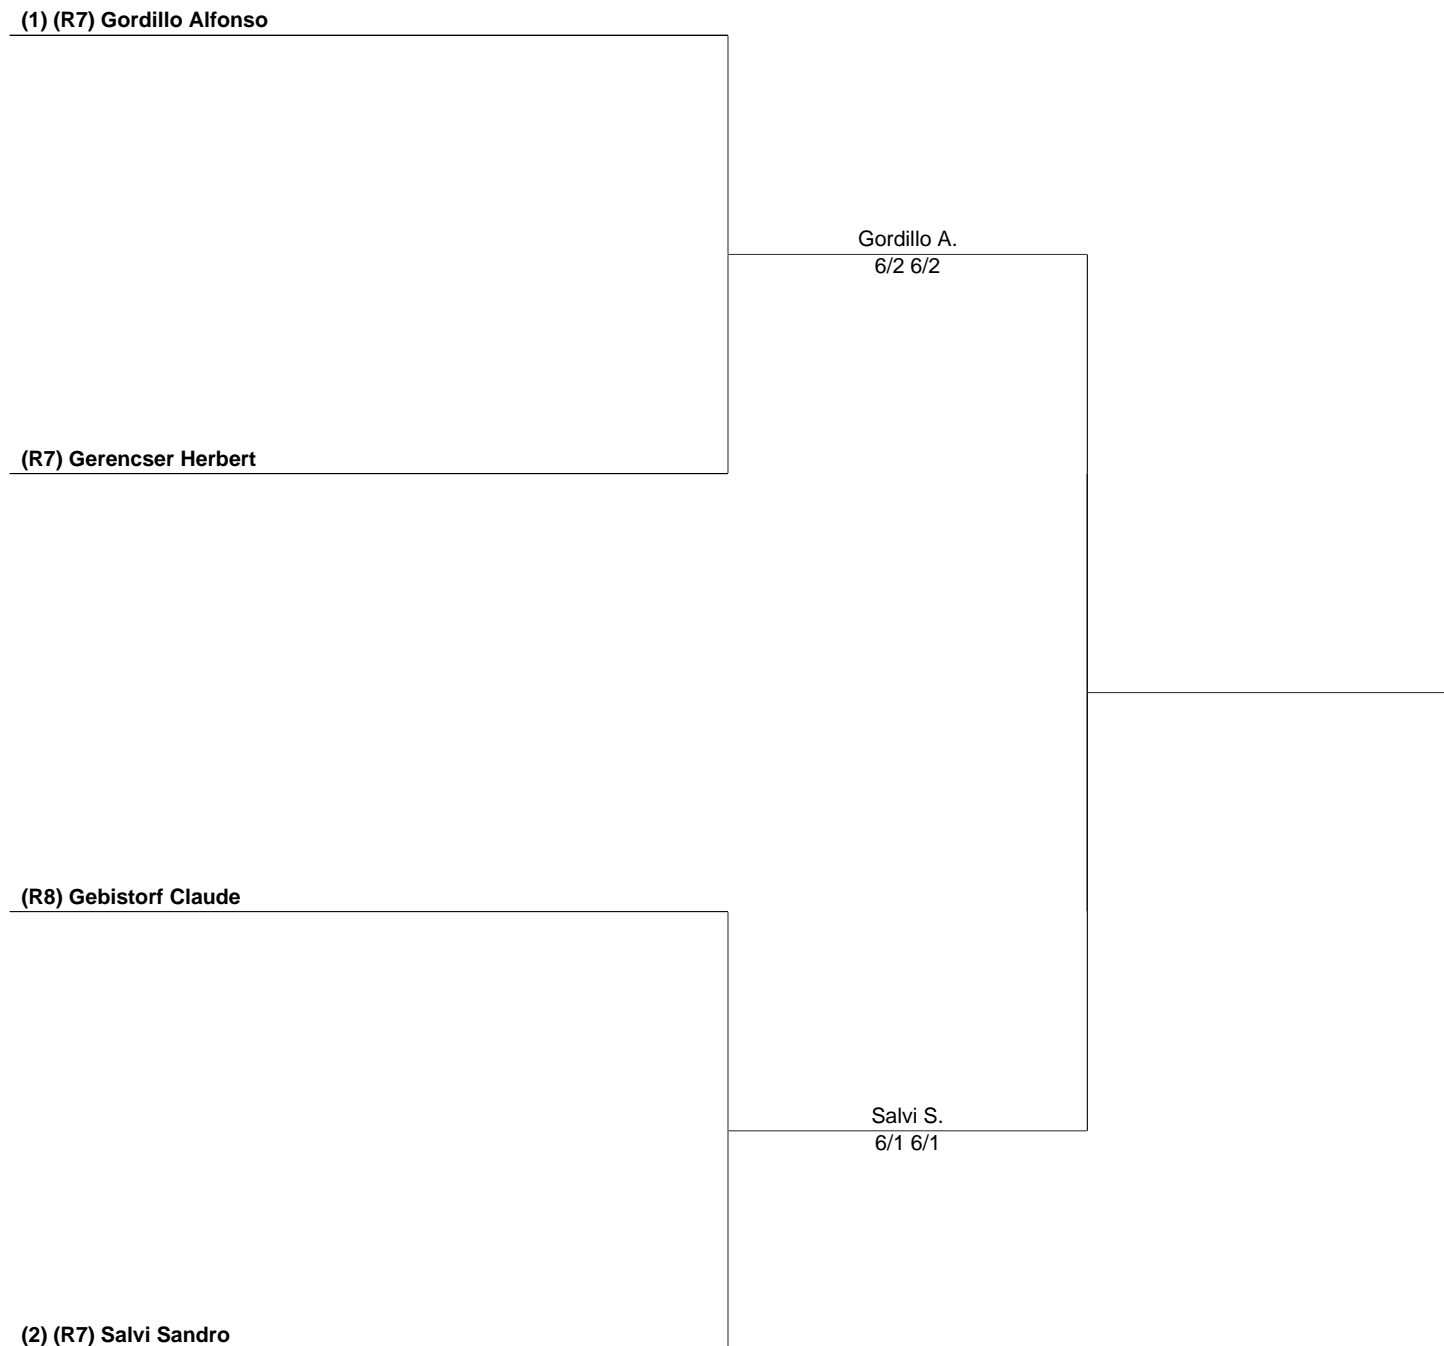 (1) (R7) Gordillo Alfonso
Gordillo A.
6/2 6/2
(R7) Gerencser Herbert
(R8) Gebistorf Claude
Salvi S.
6/1 6/1
(2) (R7) Salvi Sandro